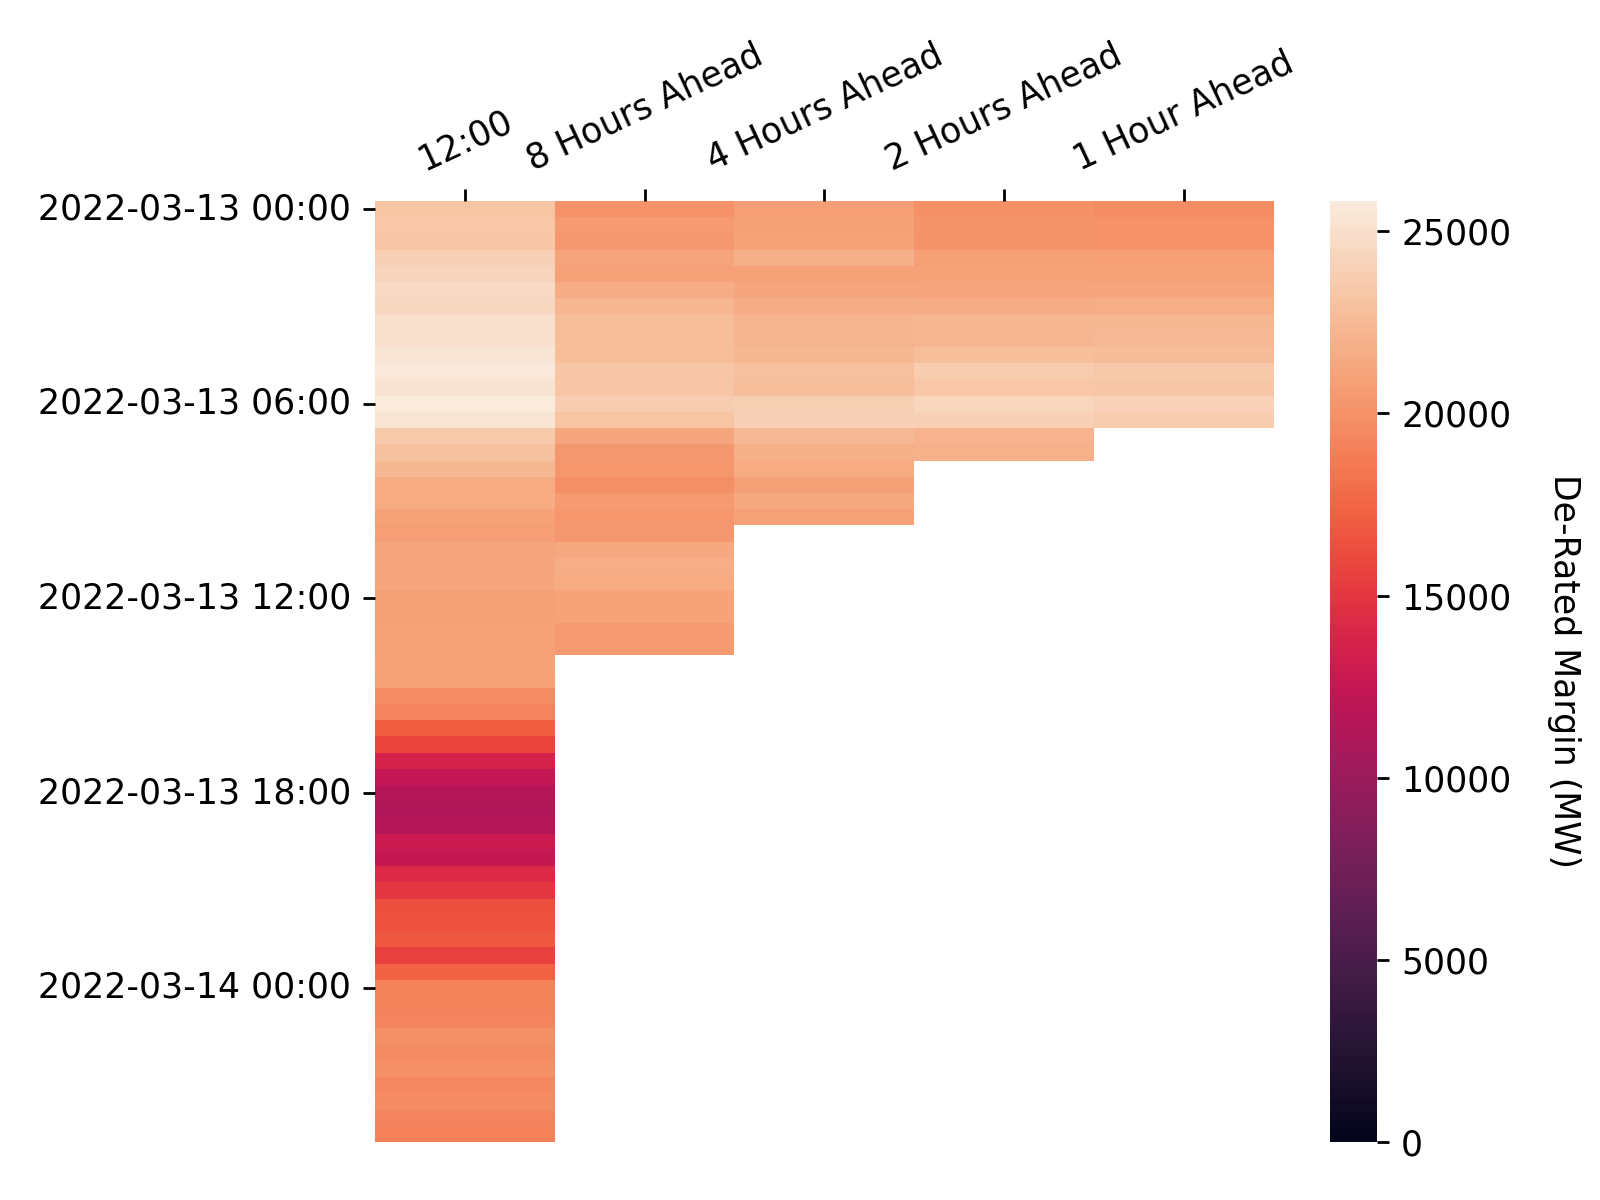 12:00
8 Hours Ahead
4 Hours Ahead
2 Hours Ahead
1 Hour Ahead
2022-03-13 00:00
2022-03-13 06:00
2022-03-13 12:00
2022-03-13 18:00
2022-03-14 00:00
25000
20000
15000
10000
5000
0
De-Rated Margin (MW)